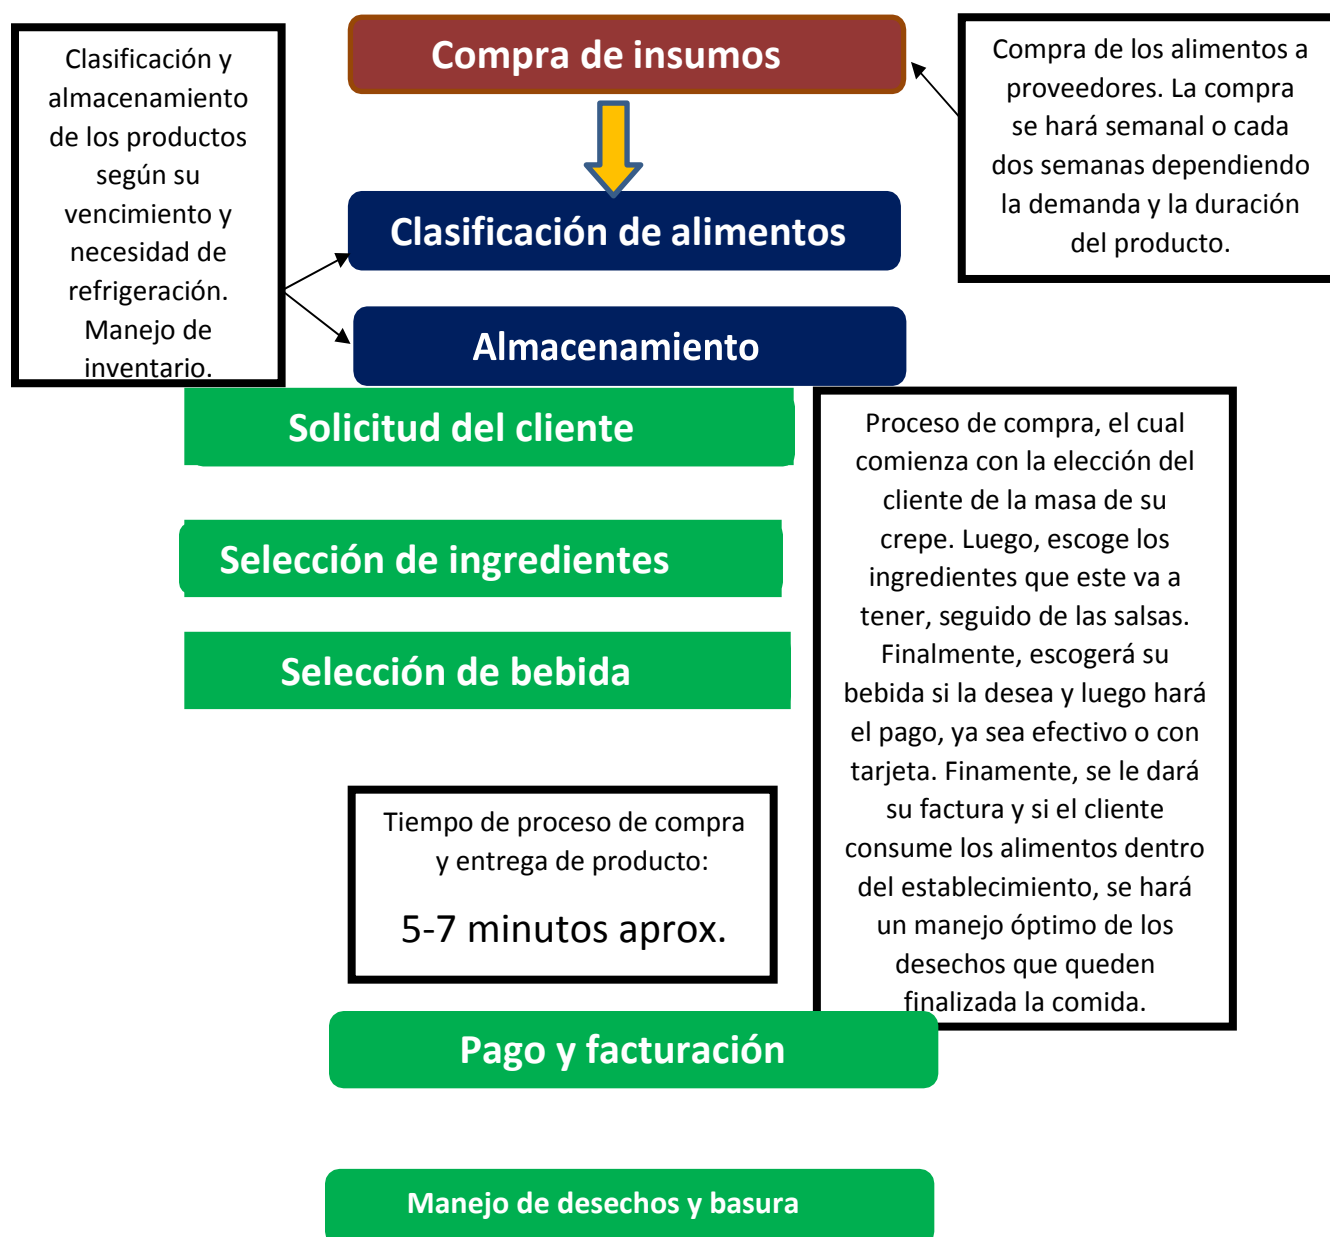 Compra de insumos
Clasificación y
almacenamiento
de los productos
según su
vencimiento y
necesidad de
refrigeración.
Manejo de
inventario.
Compra de los alimentos a
proveedores. La compra
se hará semanal o cada
dos semanas dependiendo
la demanda y la duración
del producto.
Clasificación de alimentos
Almacenamiento
Solicitud del cliente
Selección de ingredientes
Selección de bebida
Proceso de compra, el cual
comienza con la elección del
cliente de la masa de su
crepe. Luego, escoge los
ingredientes que este va a
tener, seguido de las salsas.
Finalmente, escogerá su
bebida si la desea y luego hará
el pago, ya sea efectivo o con
tarjeta. Finamente, se le dará
su factura y si el cliente
consume los alimentos dentro
del establecimiento, se hará
un manejo óptimo de los
desechos que queden
finalizada la comida.
Tiempo de proceso de compra
y entrega de producto:
5-7 minutos aprox.
Pago y facturación
Manejo de desechos y basura